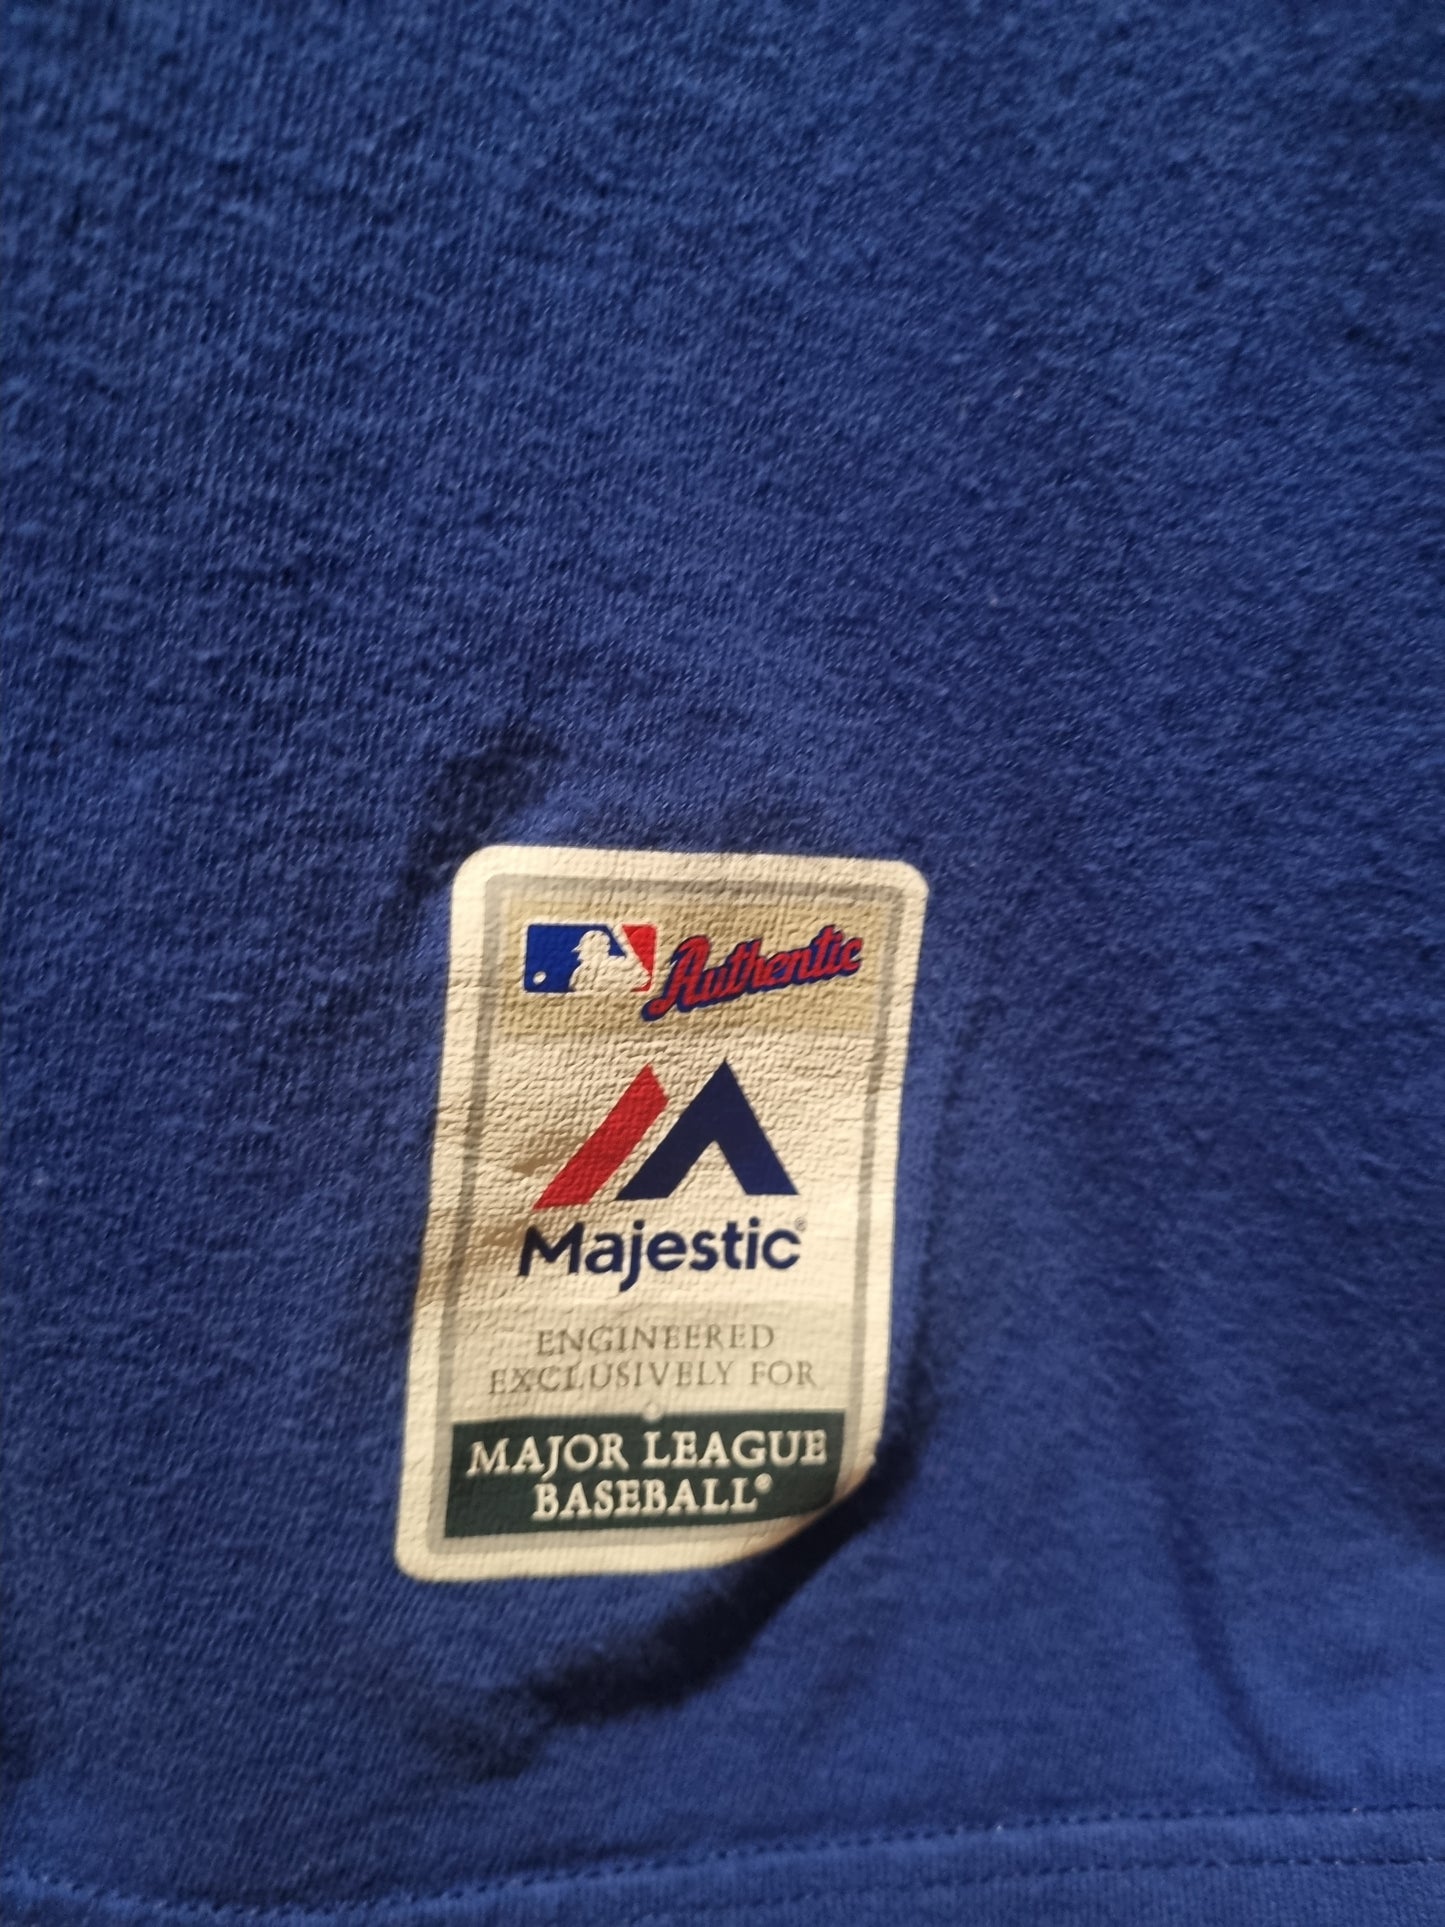 Authentic
Majestic®
ENGINEERED
EXCLUSIVELY FOR
MAJOR LEAGUE
BASEBALL®